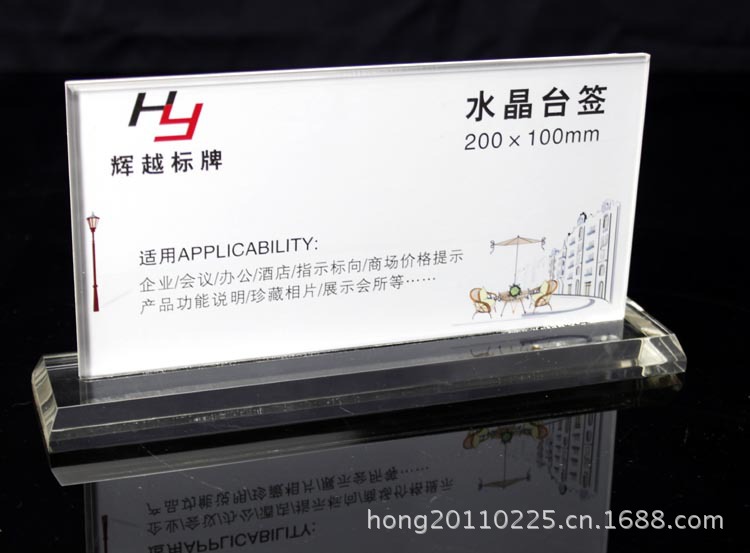 HY
辉越标牌
水晶台签
200×100mm
适用APPLICABILITY:
企业/会议/办公/酒店/指示标向/商场价格提示
产品功能说明/珍藏相片/展示会所等……
hong20110225.cn.1688.com